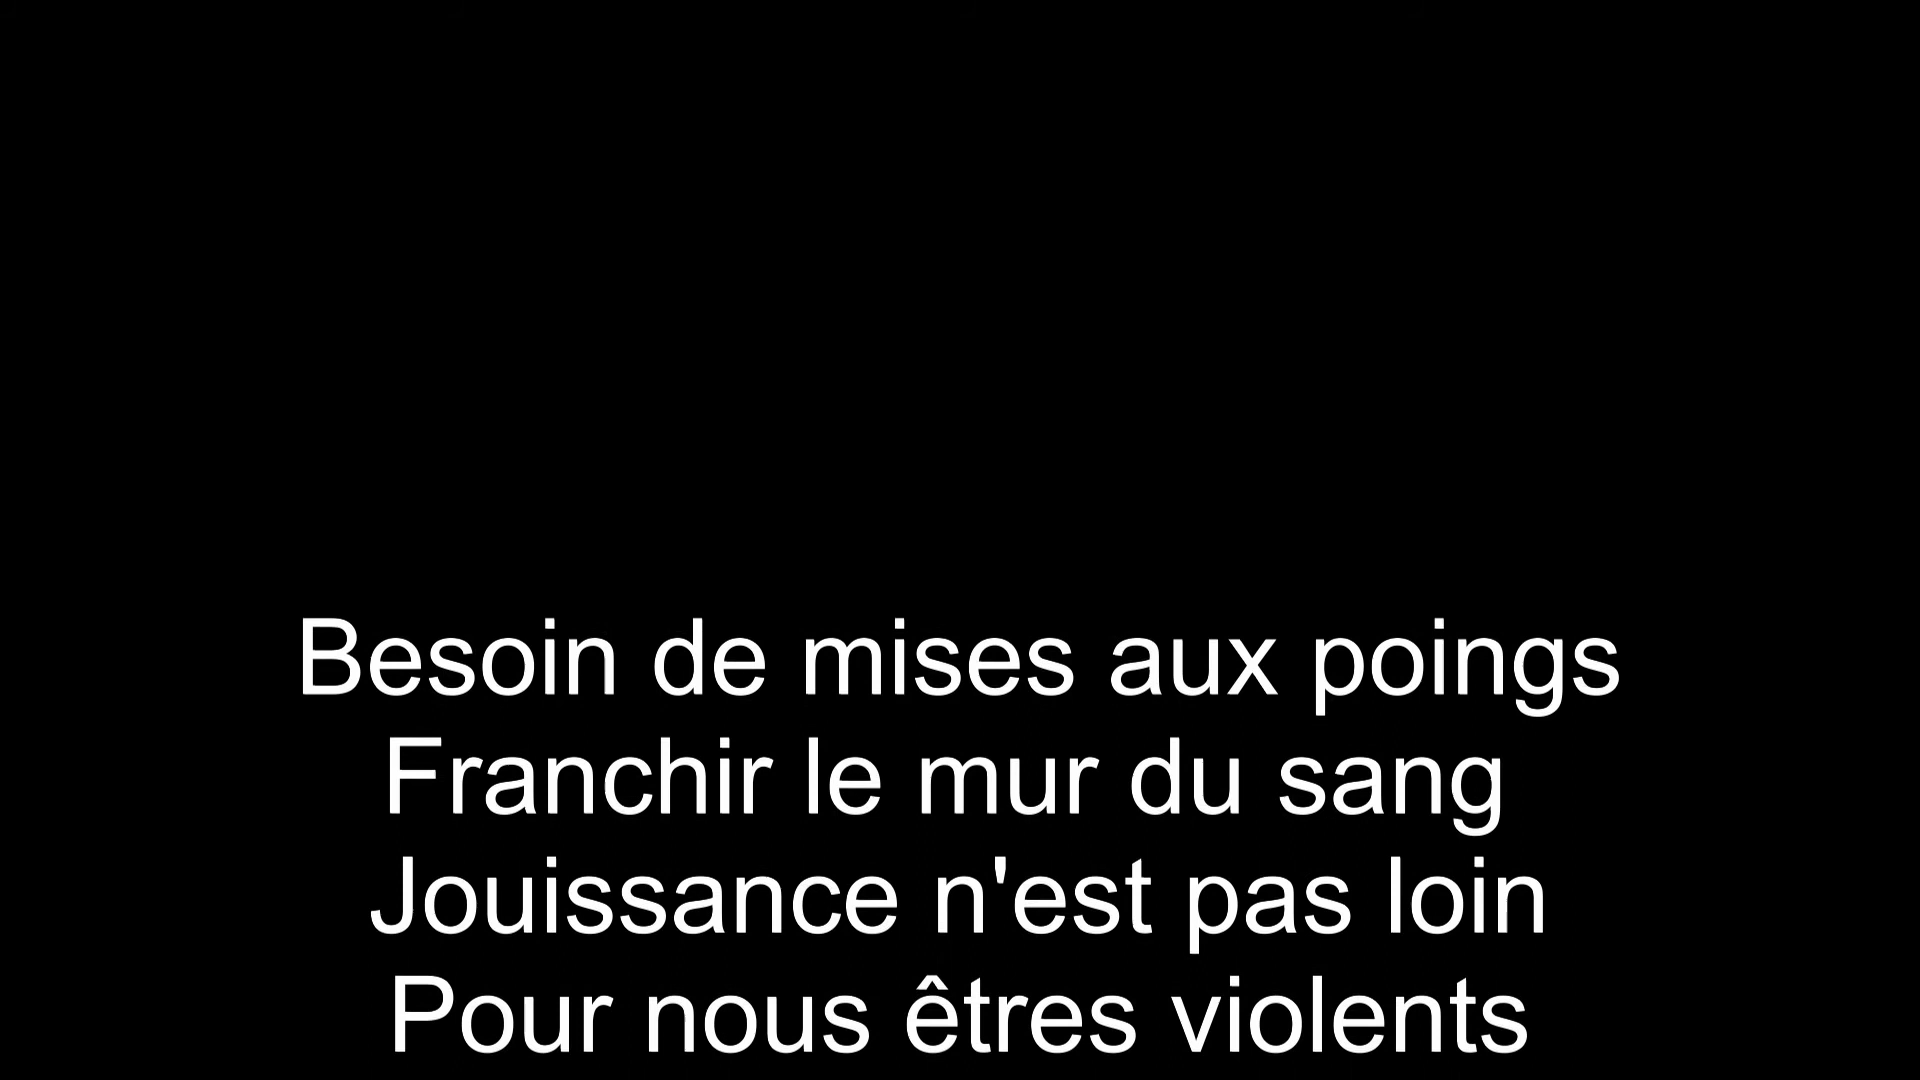 Besoin de mises aux poings
Franchir le mur du sang
Jouissance n'est pas loin
Pour nous êtres violents